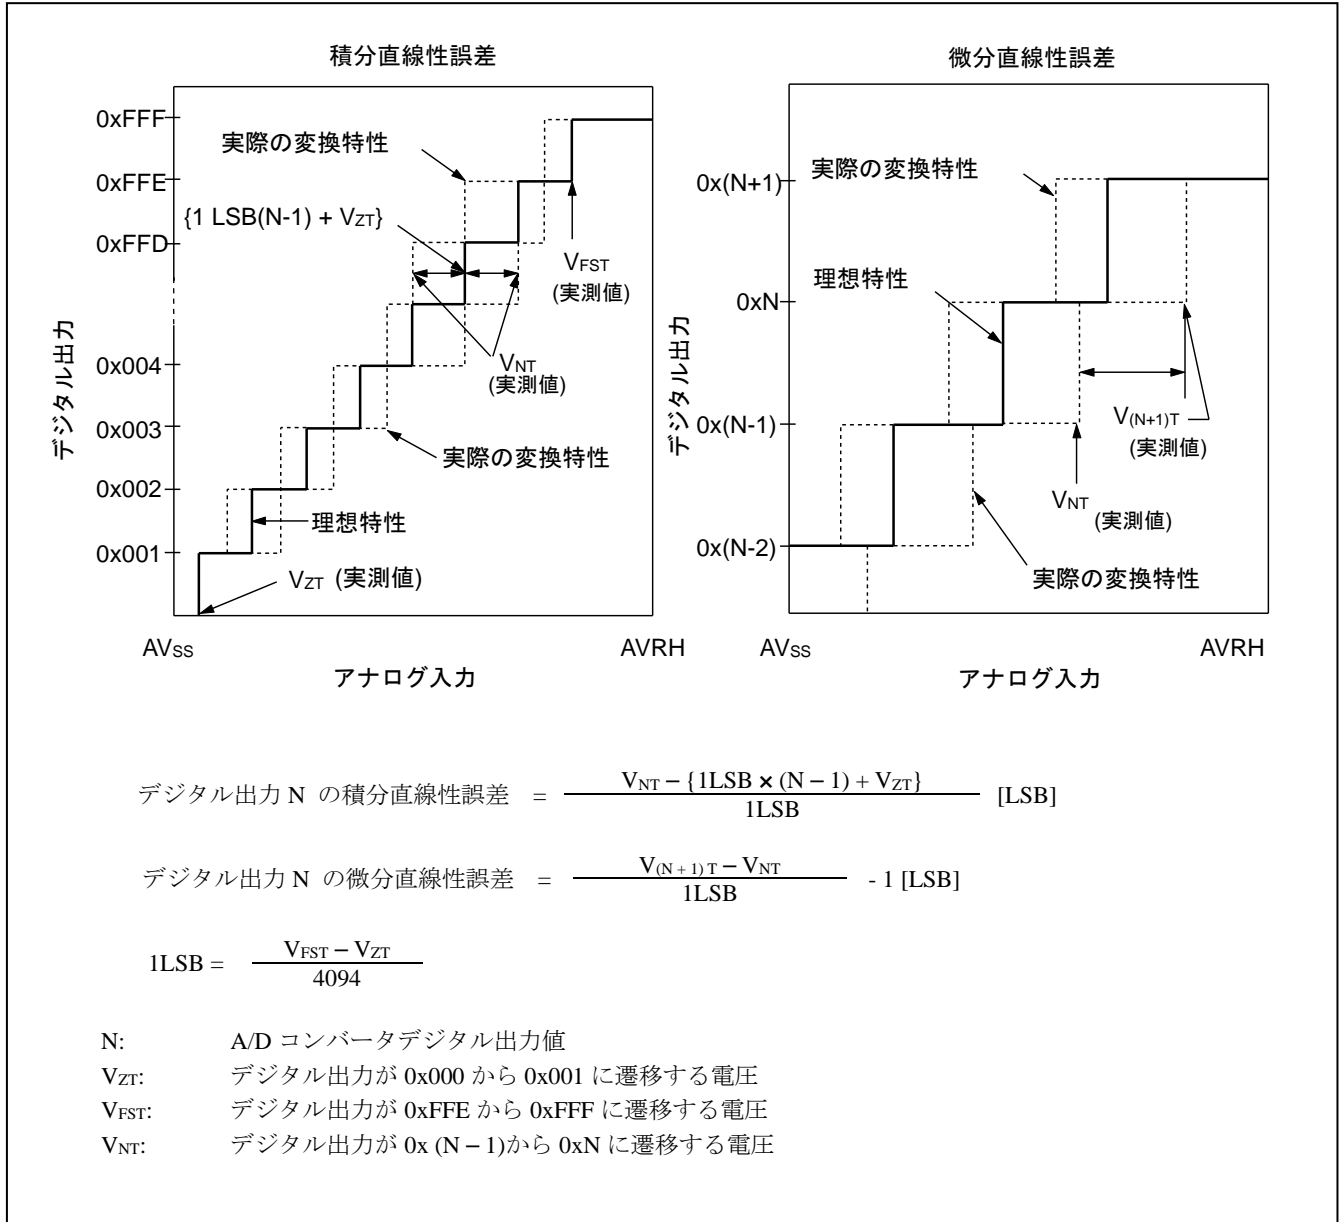 積分直線性誤差
0xFFF
0xFFE
0xFFD
0x004
0x003
0x002
0x001
デジタル出力
実際の変換特性
{1 LSB(N-1) + VZT}
VFST
(実測値)
VNT
(実測値)
実際の変換特性
理想特性
VZT (実測値)
AVSS
AVRH
アナログ入力
微分直線性誤差
0x(N+1)
0xN
0x(N-1)
0x(N-2)
デジタル出力
実際の変換特性
理想特性
V(N+1)T
(実測値)
VNT
(実測値)
実際の変換特性
AVSS
AVRH
アナログ入力
デジタル出力 N の積分直線性誤差 = VNT – {1LSB × (N – 1) + VZT} / 1LSB [LSB]
デジタル出力 N の微分直線性誤差 = V(N + 1) T – VNT / 1LSB - 1 [LSB]
1LSB = VFST – VZT / 4094
N: A/D コンバータデジタル出力値
VZT: デジタル出力が 0x000 から 0x001 に遷移する電圧
VFST: デジタル出力が 0xFFE から 0xFFF に遷移する電圧
VNT: デジタル出力が 0x (N – 1)から 0xN に遷移する電圧